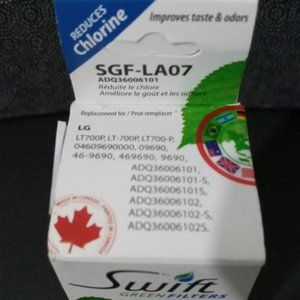 REDUCES
Chlorine
Improves taste & odors
SGF-LA07
ADQ36006101
Réduite le chlore
Améliore le goût et les odeurs
Replacement for / Peut remplacer
LG
LT700P, LT-700P, LT700-P,
04609690000, 09690,
46-9690, 469690, 9690,
ADQ36006101,
ADQ36006101-S,
ADQ36006101S,
ADQ36006102,
ADQ36006102-S,
ADQ36006102S.
MADE IN CANADA
Swift
GREEN FILTERS